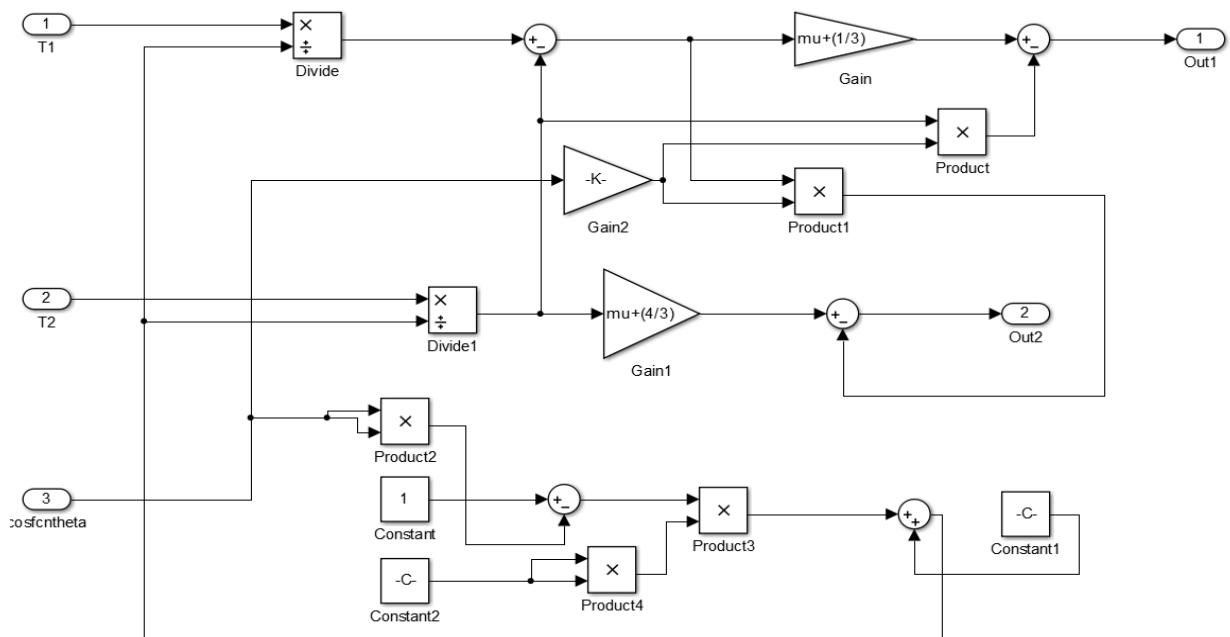 1
T1
×
÷
Divide
+
−
mu+(1/3)
Gain
+
−
1
Out1
×
Product
-K-
Gain2
×
Product1
2
T2
×
÷
Divide1
mu+(4/3)
Gain1
+
−
2
Out2
×
Product2
3
cosfcntheta
1
Constant
+
−
×
Product3
+
+
-C-
Constant1
-C-
Constant2
×
Product4